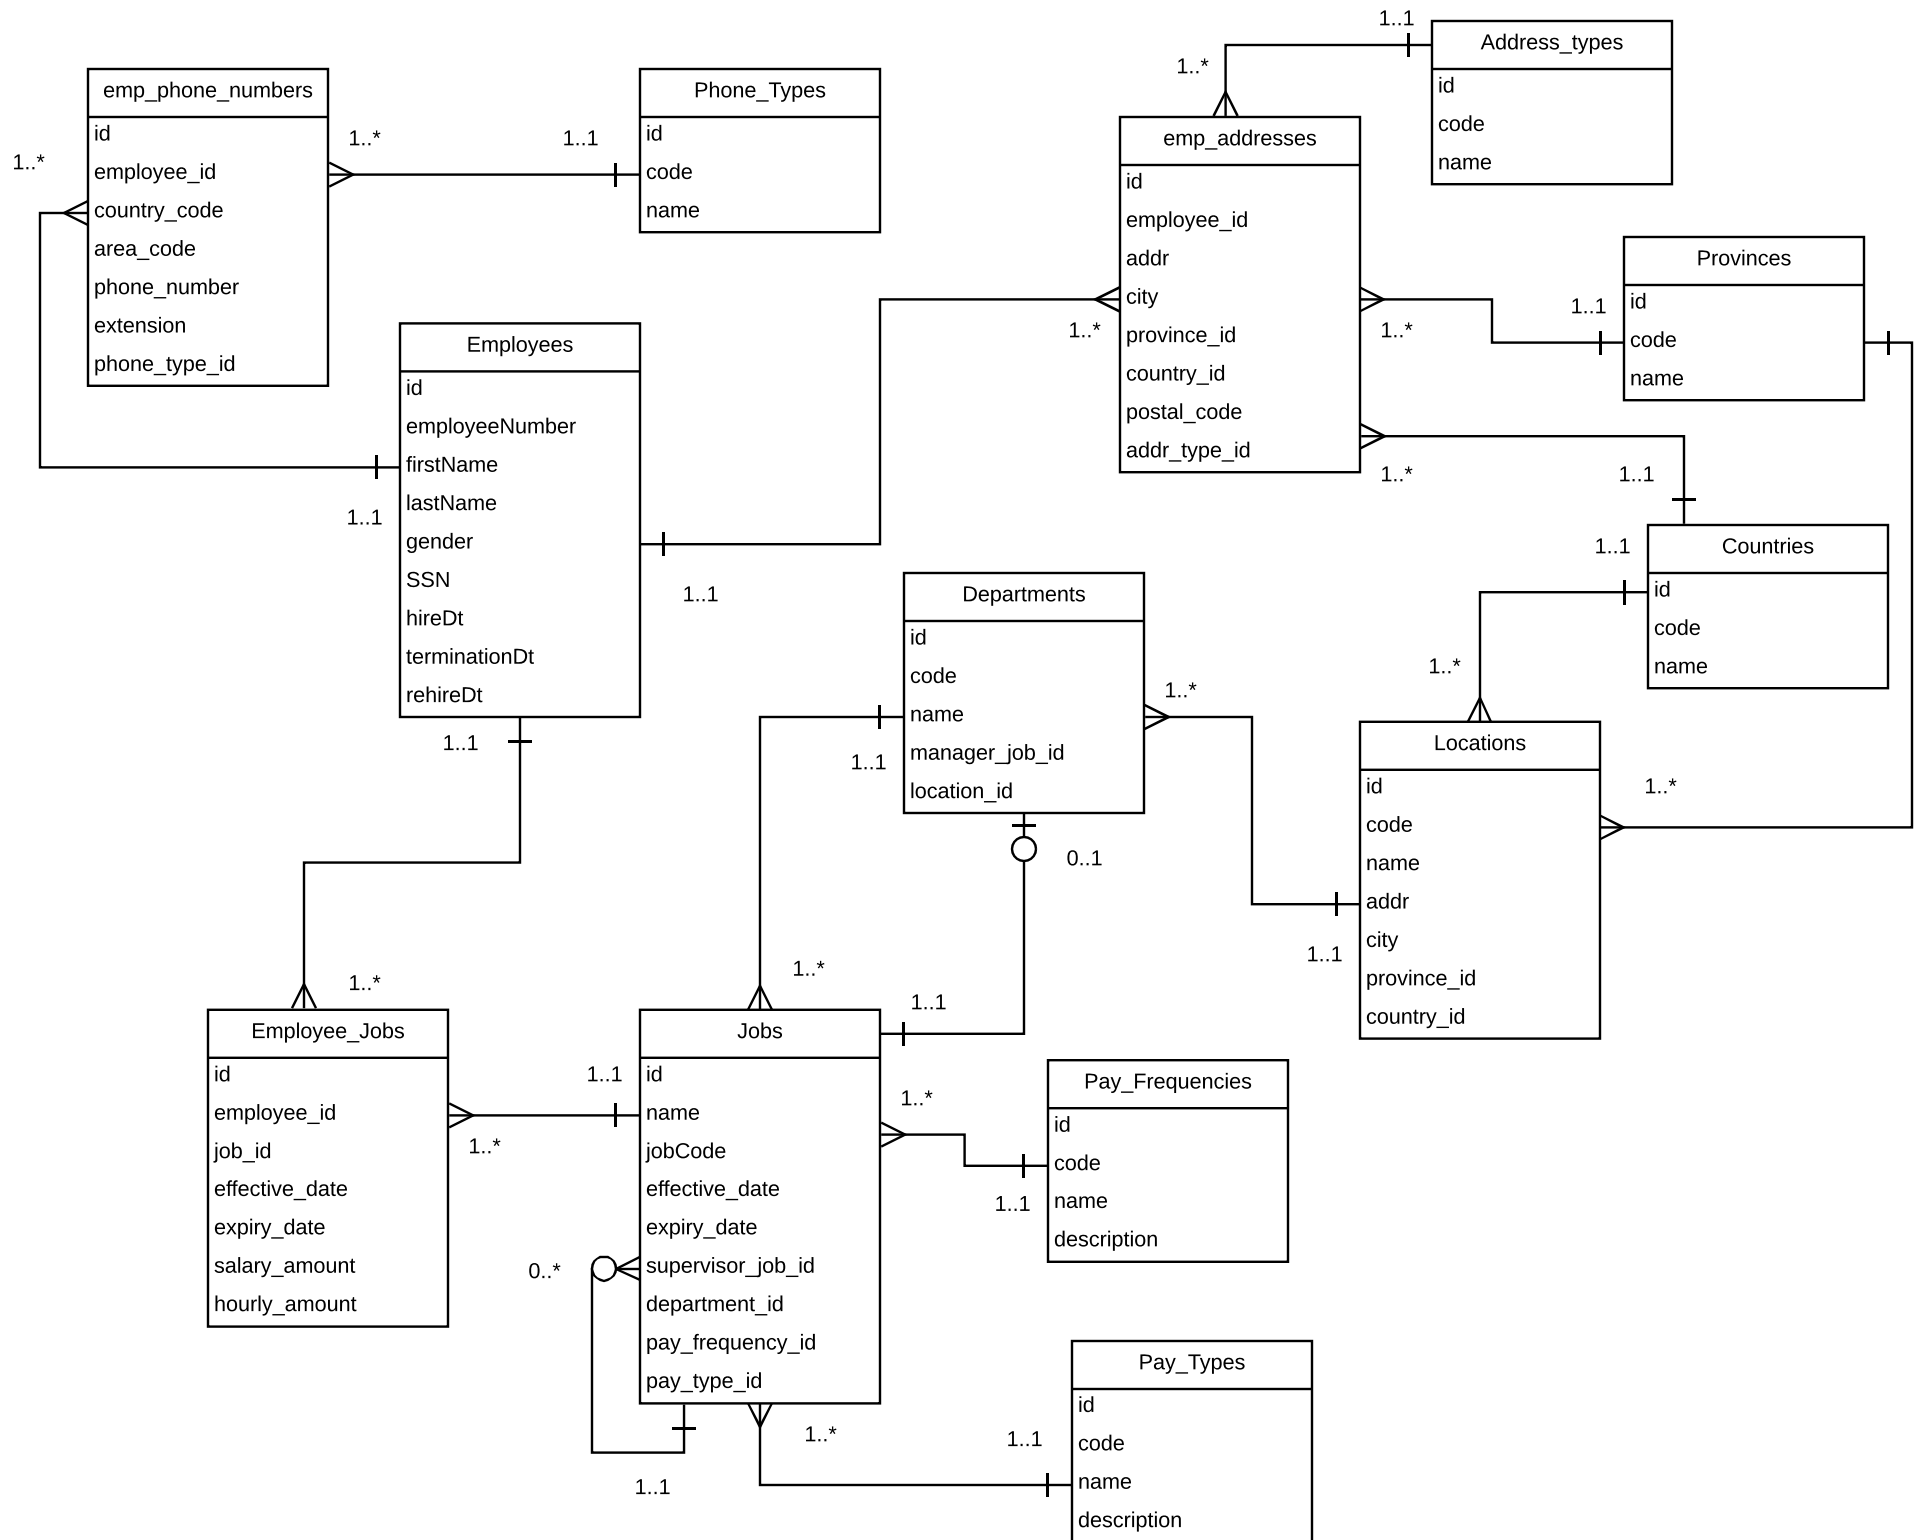 emp_phone_numbers
id
employee_id
country_code
area_code
phone_number
extension
phone_type_id
1..*
1..*
1..1
Phone_Types
id
code
name
1..1
1..*
Address_types
id
code
name
emp_addresses
id
employee_id
addr
city
province_id
country_id
postal_code
addr_type_id
1..*
1..*
1..1
1..*
1..1
Provinces
id
code
name
Employees
id
employeeNumber
firstName
lastName
gender
SSN
hireDt
terminationDt
rehireDt
1..1
1..1
1..1
Countries
id
code
name
1..1
1..*
Departments
id
code
name
manager_job_id
location_id
1..*
1..1
0..1
Locations
id
code
name
addr
city
province_id
country_id
1..*
1..1
Employee_Jobs
id
employee_id
job_id
effective_date
expiry_date
salary_amount
hourly_amount
1..*
1..*
1..1
Jobs
id
name
jobCode
effective_date
expiry_date
supervisor_job_id
department_id
pay_frequency_id
pay_type_id
1..*
1..1
1..*
0..*
1..1
1..*
Pay_Frequencies
id
code
name
description
1..1
Pay_Types
id
code
name
description
1..1